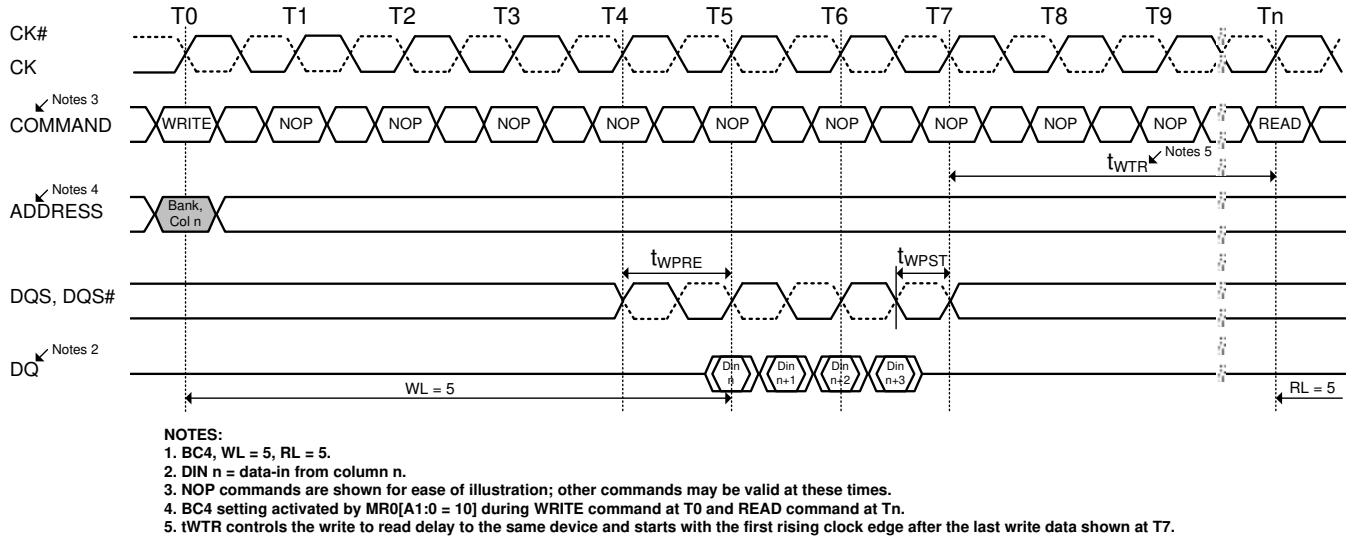 T0 T1 T2 T3 T4 T5 T6 T7 T8 T9 Tn
CK#
CK
Notes 3
COMMAND WRITE NOP NOP NOP NOP NOP NOP NOP NOP NOP READ
tWTR Notes 5
Notes 4
ADDRESS Bank,
Col n
tWPRE tWPST
DQS, DQS#
Notes 2
DQ Din Din Din Din
n n+1 n+2 n+3
WL = 5 RL = 5
NOTES:
1. BC4, WL = 5, RL = 5.
2. DIN n = data-in from column n.
3. NOP commands are shown for ease of illustration; other commands may be valid at these times.
4. BC4 setting activated by MR0[A1:0 = 10] during WRITE command at T0 and READ command at Tn.
5. tWTR controls the write to read delay to the same device and starts with the first rising clock edge after the last write data shown at T7.